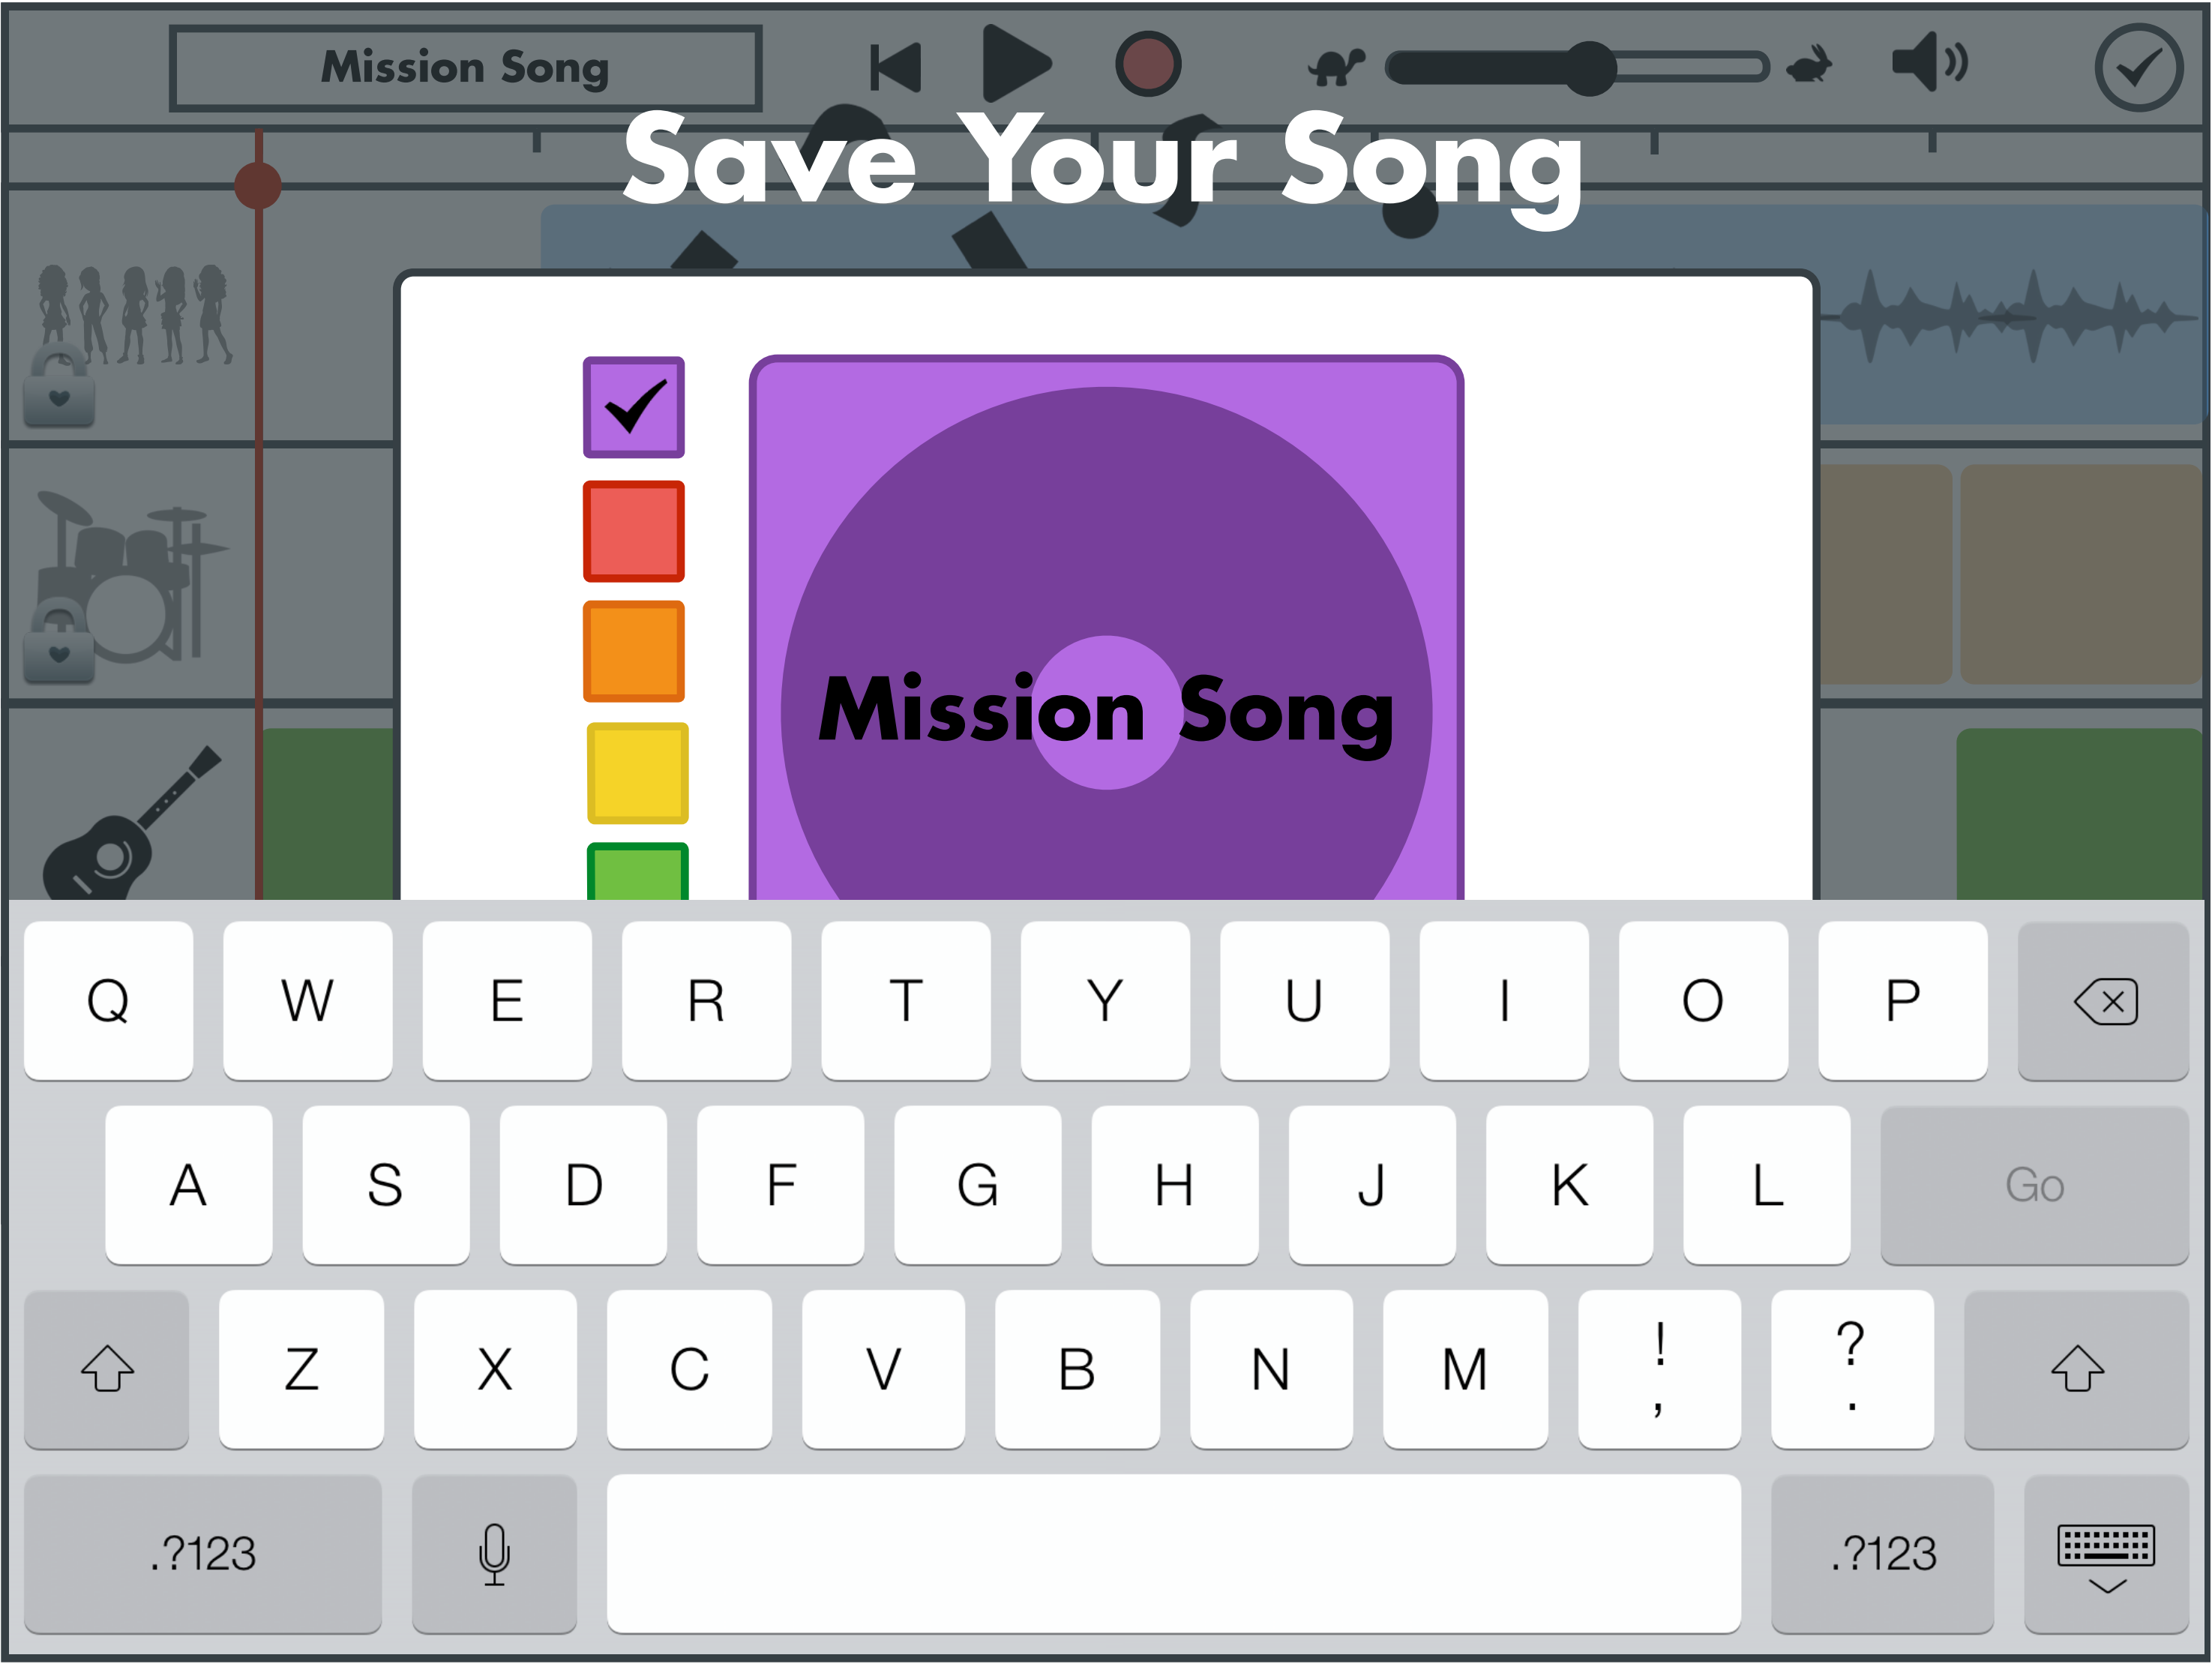 Mission Song
Save Your Song
Mission Song
Q W E R T Y U I O P
A S D F G H J K L Go
Z X C V B N M ! ?
, .
.?123 .?123